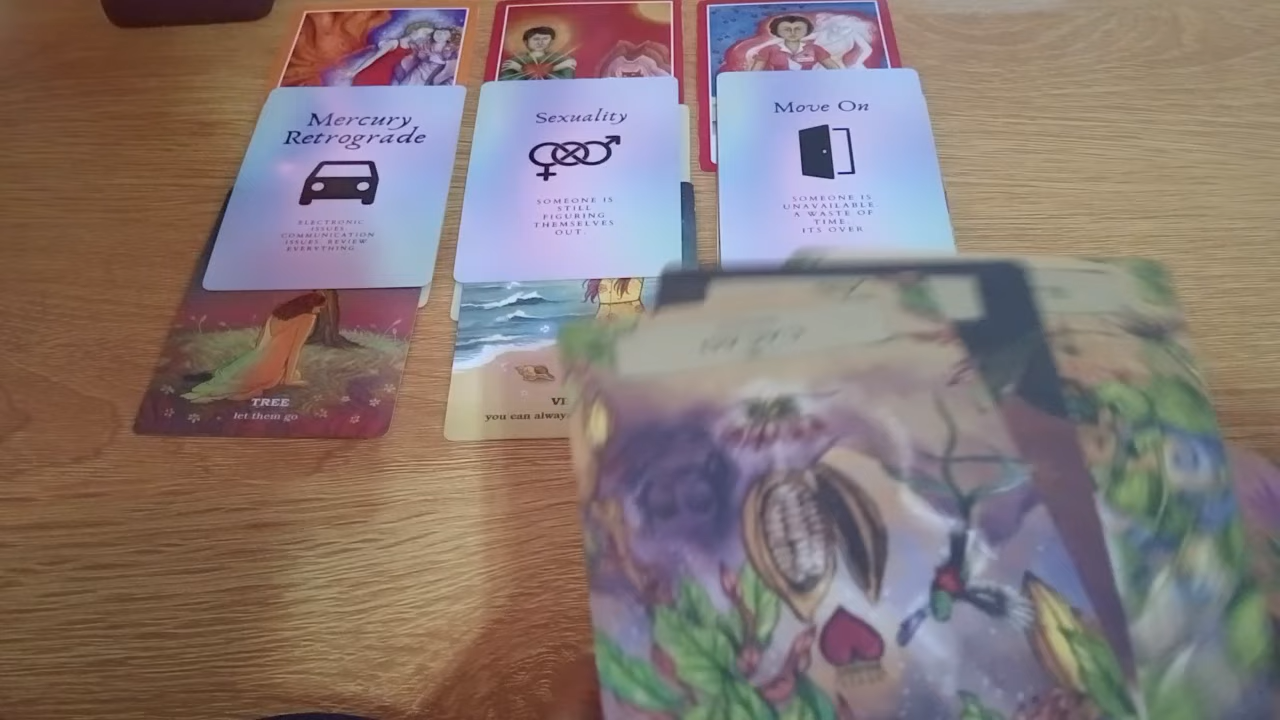 Mercury
Retrograde
ELECTRONIC
ISSUES.
COMMUNICATION
ISSUES. REVIEW
EVERYTHING.
Sexuality
SOMEONE IS
STILL
FIGURING
THEMSELVES
OUT.
Move On
SOMEONE IS
UNAVAILABLE.
A WASTE OF
TIME.
ITS OVER
TREE
let them go
VI
you can alway